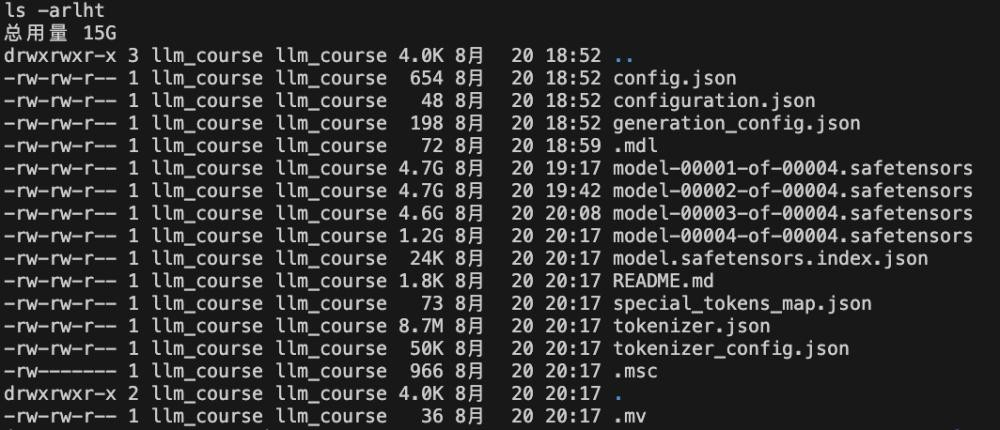 ls -arlht
总用量 15G
drwxrwxr-x 3 llm_course llm_course 4.0K 8月  20 18:52 ..
-rw-rw-r-- 1 llm_course llm_course  654 8月  20 18:52 config.json
-rw-rw-r-- 1 llm_course llm_course   48 8月  20 18:52 configuration.json
-rw-rw-r-- 1 llm_course llm_course  198 8月  20 18:52 generation_config.json
-rw-rw-r-- 1 llm_course llm_course   72 8月  20 18:59 .mdl
-rw-rw-r-- 1 llm_course llm_course 4.7G 8月  20 19:17 model-00001-of-00004.safetensors
-rw-rw-r-- 1 llm_course llm_course 4.7G 8月  20 19:42 model-00002-of-00004.safetensors
-rw-rw-r-- 1 llm_course llm_course 4.6G 8月  20 20:08 model-00003-of-00004.safetensors
-rw-rw-r-- 1 llm_course llm_course 1.2G 8月  20 20:17 model-00004-of-00004.safetensors
-rw-rw-r-- 1 llm_course llm_course  24K 8月  20 20:17 model.safetensors.index.json
-rw-rw-r-- 1 llm_course llm_course 1.8K 8月  20 20:17 README.md
-rw-rw-r-- 1 llm_course llm_course   73 8月  20 20:17 special_tokens_map.json
-rw-rw-r-- 1 llm_course llm_course 8.7M 8月  20 20:17 tokenizer.json
-rw-rw-r-- 1 llm_course llm_course  50K 8月  20 20:17 tokenizer_config.json
-rw------- 1 llm_course llm_course  966 8月  20 20:17 .msc
drwxrwxr-x 2 llm_course llm_course 4.0K 8月  20 20:17 .
-rw-rw-r-- 1 llm_course llm_course   36 8月  20 20:17 .mv